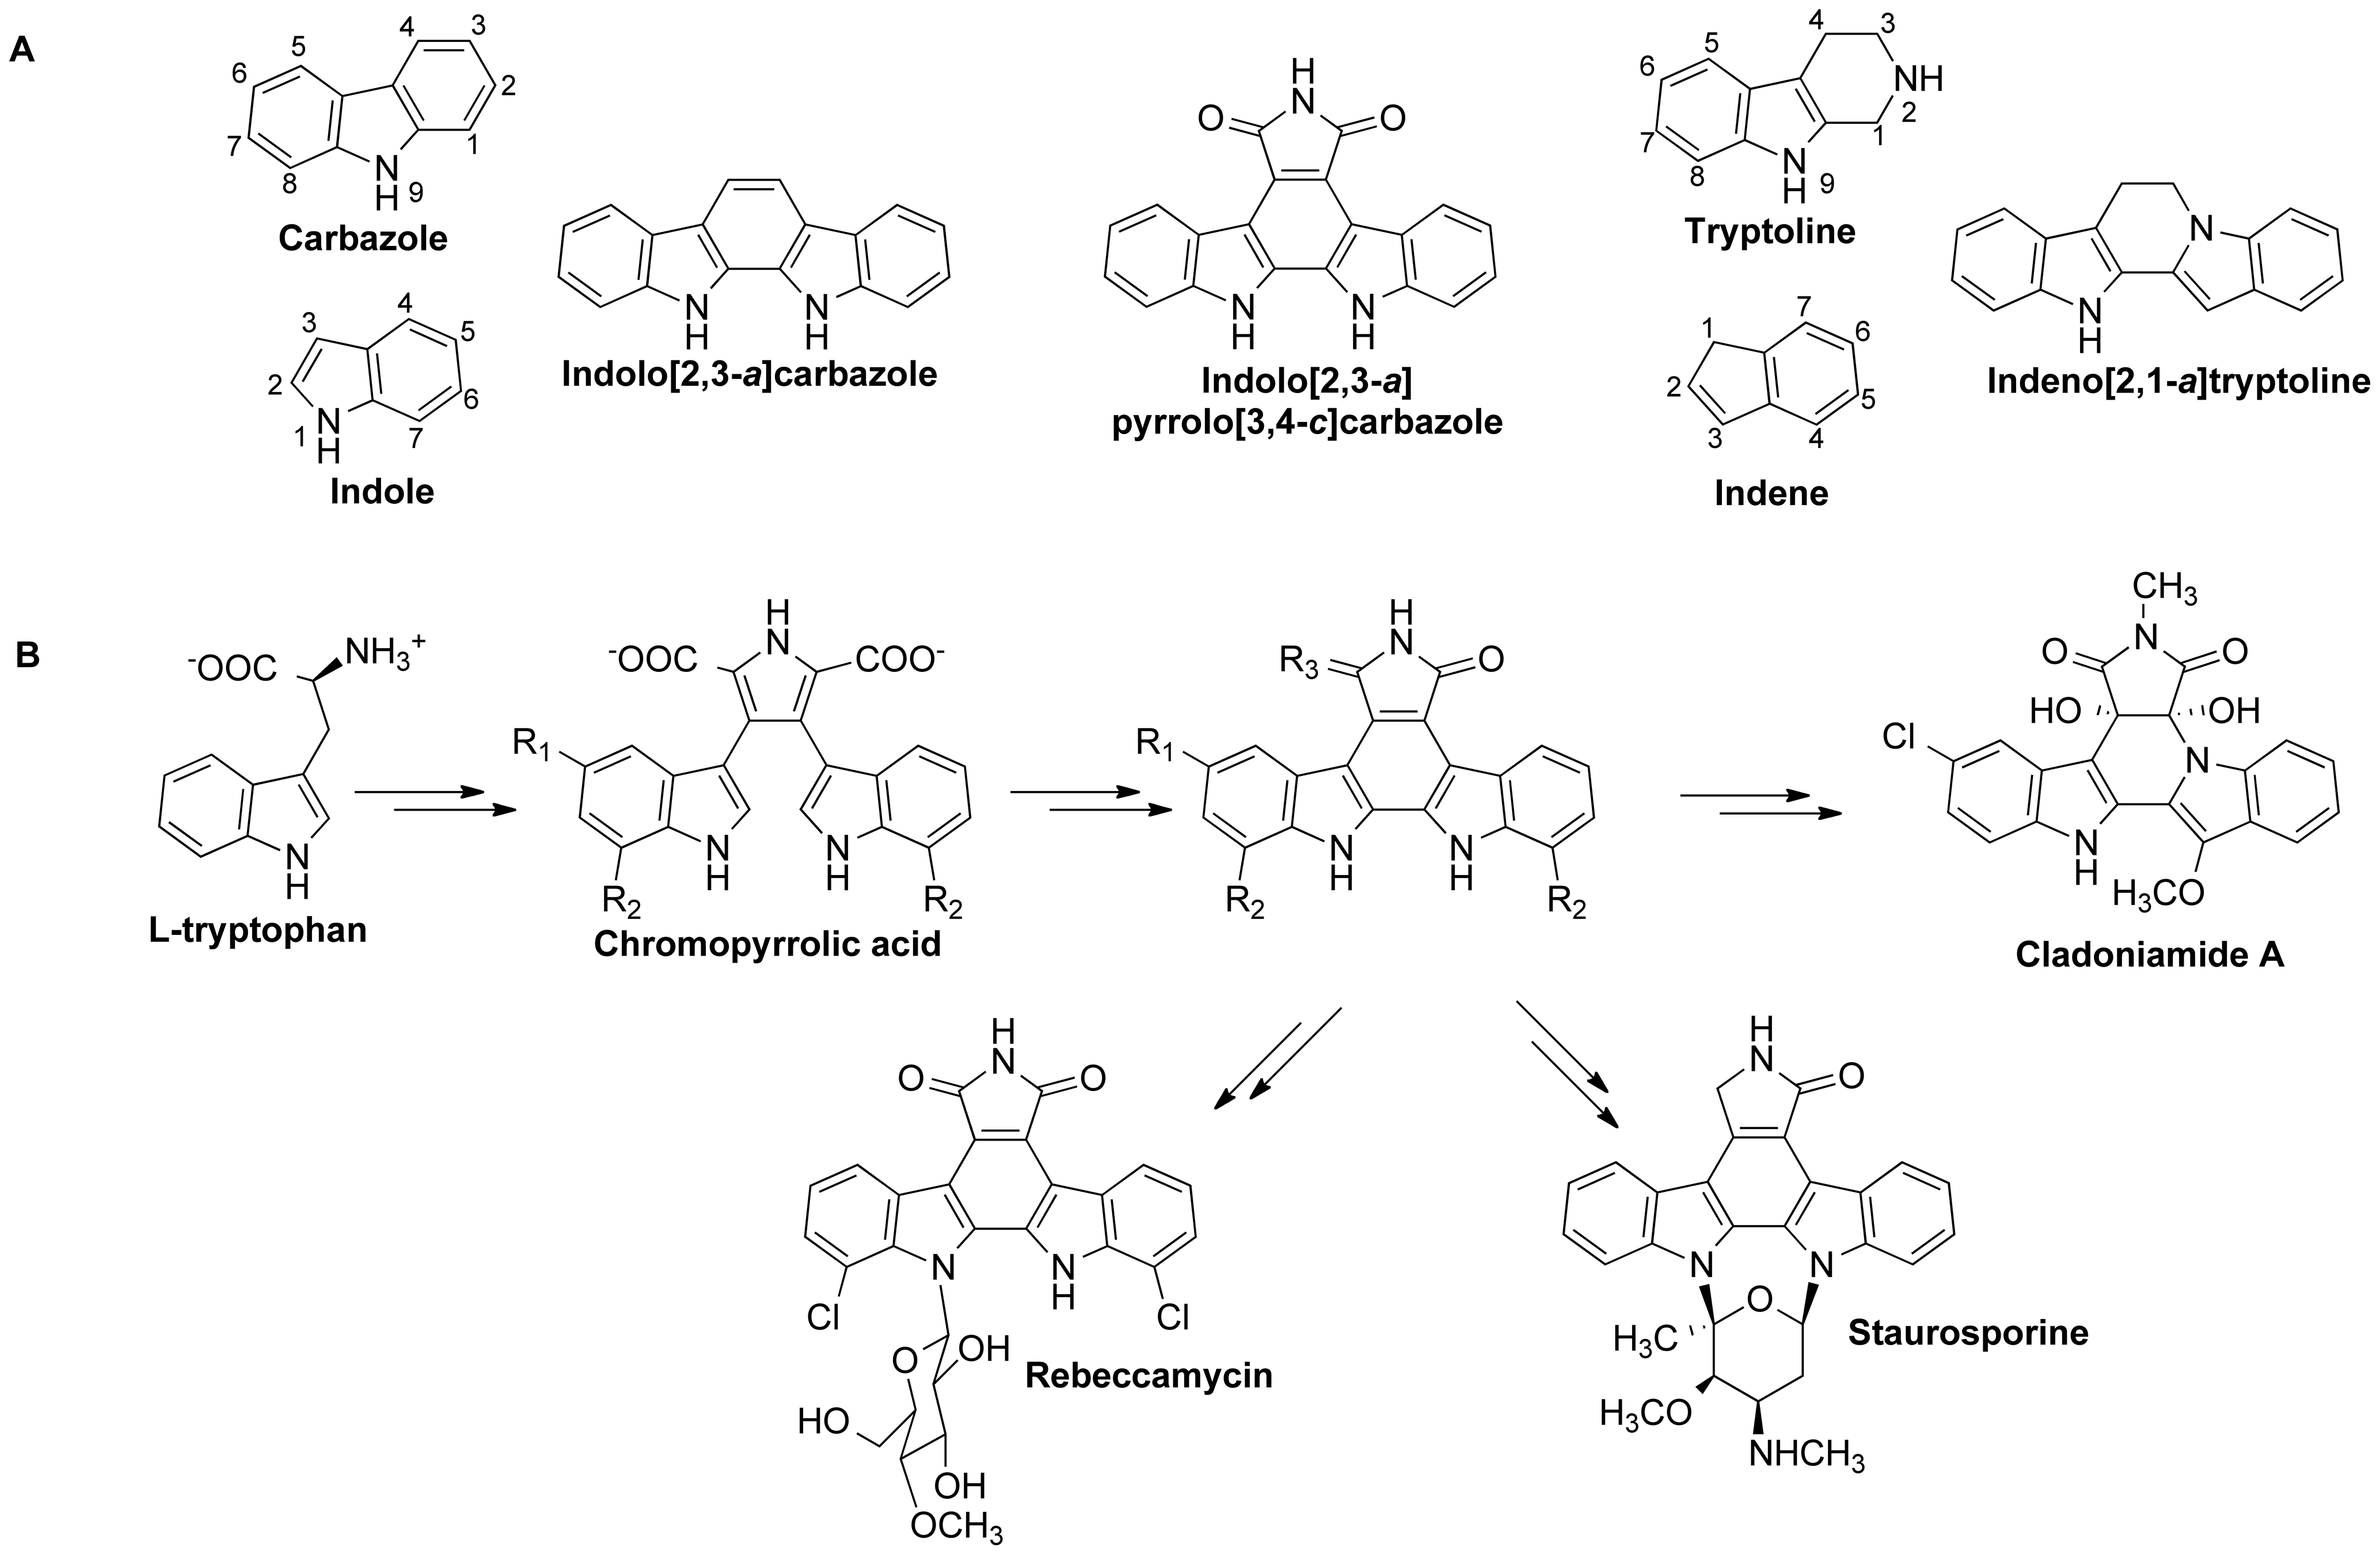 A
4
3
5
6
2
7
1
8
N
H
9
Carbazole
4
3
5
2
6
1
N
H
7
Indole
N
H
N
H
Indolo[2,3-a]carbazole
H
N
O
O
N
H
N
H
Indolo[2,3-a]
pyrrolo[3,4-c]carbazole
4
3
5
6
NH
2
7
1
8
N
H
9
Tryptoline
7
1
6
2
5
3
4
Indene
N
N
H
Indeno[2,1-a]tryptoline
B
-OOC
NH3+
N
H
L-tryptophan
H
N
-OOC
COO-
R1
N
H
N
H
R2
R2
Chromopyrrolic acid
H
N
R3
O
R1
N
H
N
H
R2
R2
CH3
N
O
O
HO
OH
Cl
N
N
H
H3CO
Cladoniamide A
H
N
O
O
N
N
H
Cl
Cl
O
OH
HO
OH
OCH3
Rebeccamycin
H
N
O
N
N
O
H3C
H3CO
NHCH3
Staurosporine